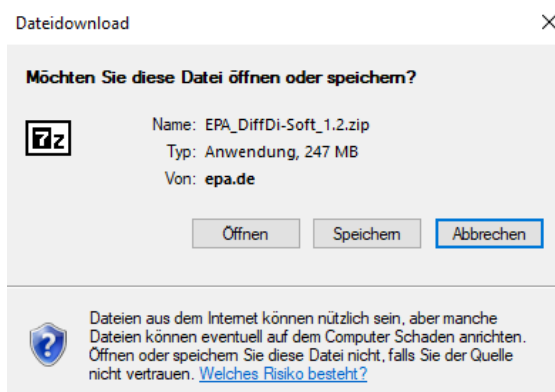 Dateidownload
Möchten Sie diese Datei öffnen oder speichern?
7z
Name: EPA_DiffDi-Soft_1.2.zip
Typ: Anwendung, 247 MB
Von: epa.de
Öffnen Speichern Abbrechen
Dateien aus dem Internet können nützlich sein, aber manche
Dateien können eventuell auf dem Computer Schaden anrichten.
Öffnen oder speichern Sie diese Datei nicht, falls Sie der Quelle
nicht vertrauen. Welches Risiko besteht?